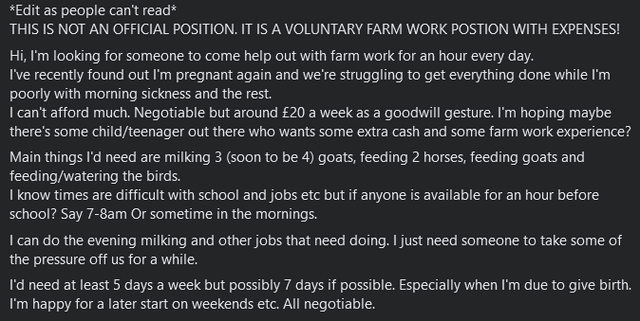 *Edit as people can't read*
THIS IS NOT AN OFFICIAL POSITION. IT IS A VOLUNTARY FARM WORK POSTION WITH EXPENSES!
Hi, I'm looking for someone to come help out with farm work for an hour every day.
I've recently found out I'm pregnant again and we're struggling to get everything done while I'm
poorly with morning sickness and the rest.
I can't afford much. Negotiable but around £20 a week as a goodwill gesture. I'm hoping maybe
there's some child/teenager out there who wants some extra cash and some farm work experience?
Main things I'd need are milking 3 (soon to be 4) goats, feeding 2 horses, feeding goats and
feeding/watering the birds.
I know times are difficult with school and jobs etc but if anyone is available for an hour before
school? Say 7-8am Or sometime in the mornings.
I can do the evening milking and other jobs that need doing. I just need someone to take some of
the pressure off us for a while.
I'd need at least 5 days a week but possibly 7 days if possible. Especially when I'm due to give birth.
I'm happy for a later start on weekends etc. All negotiable.